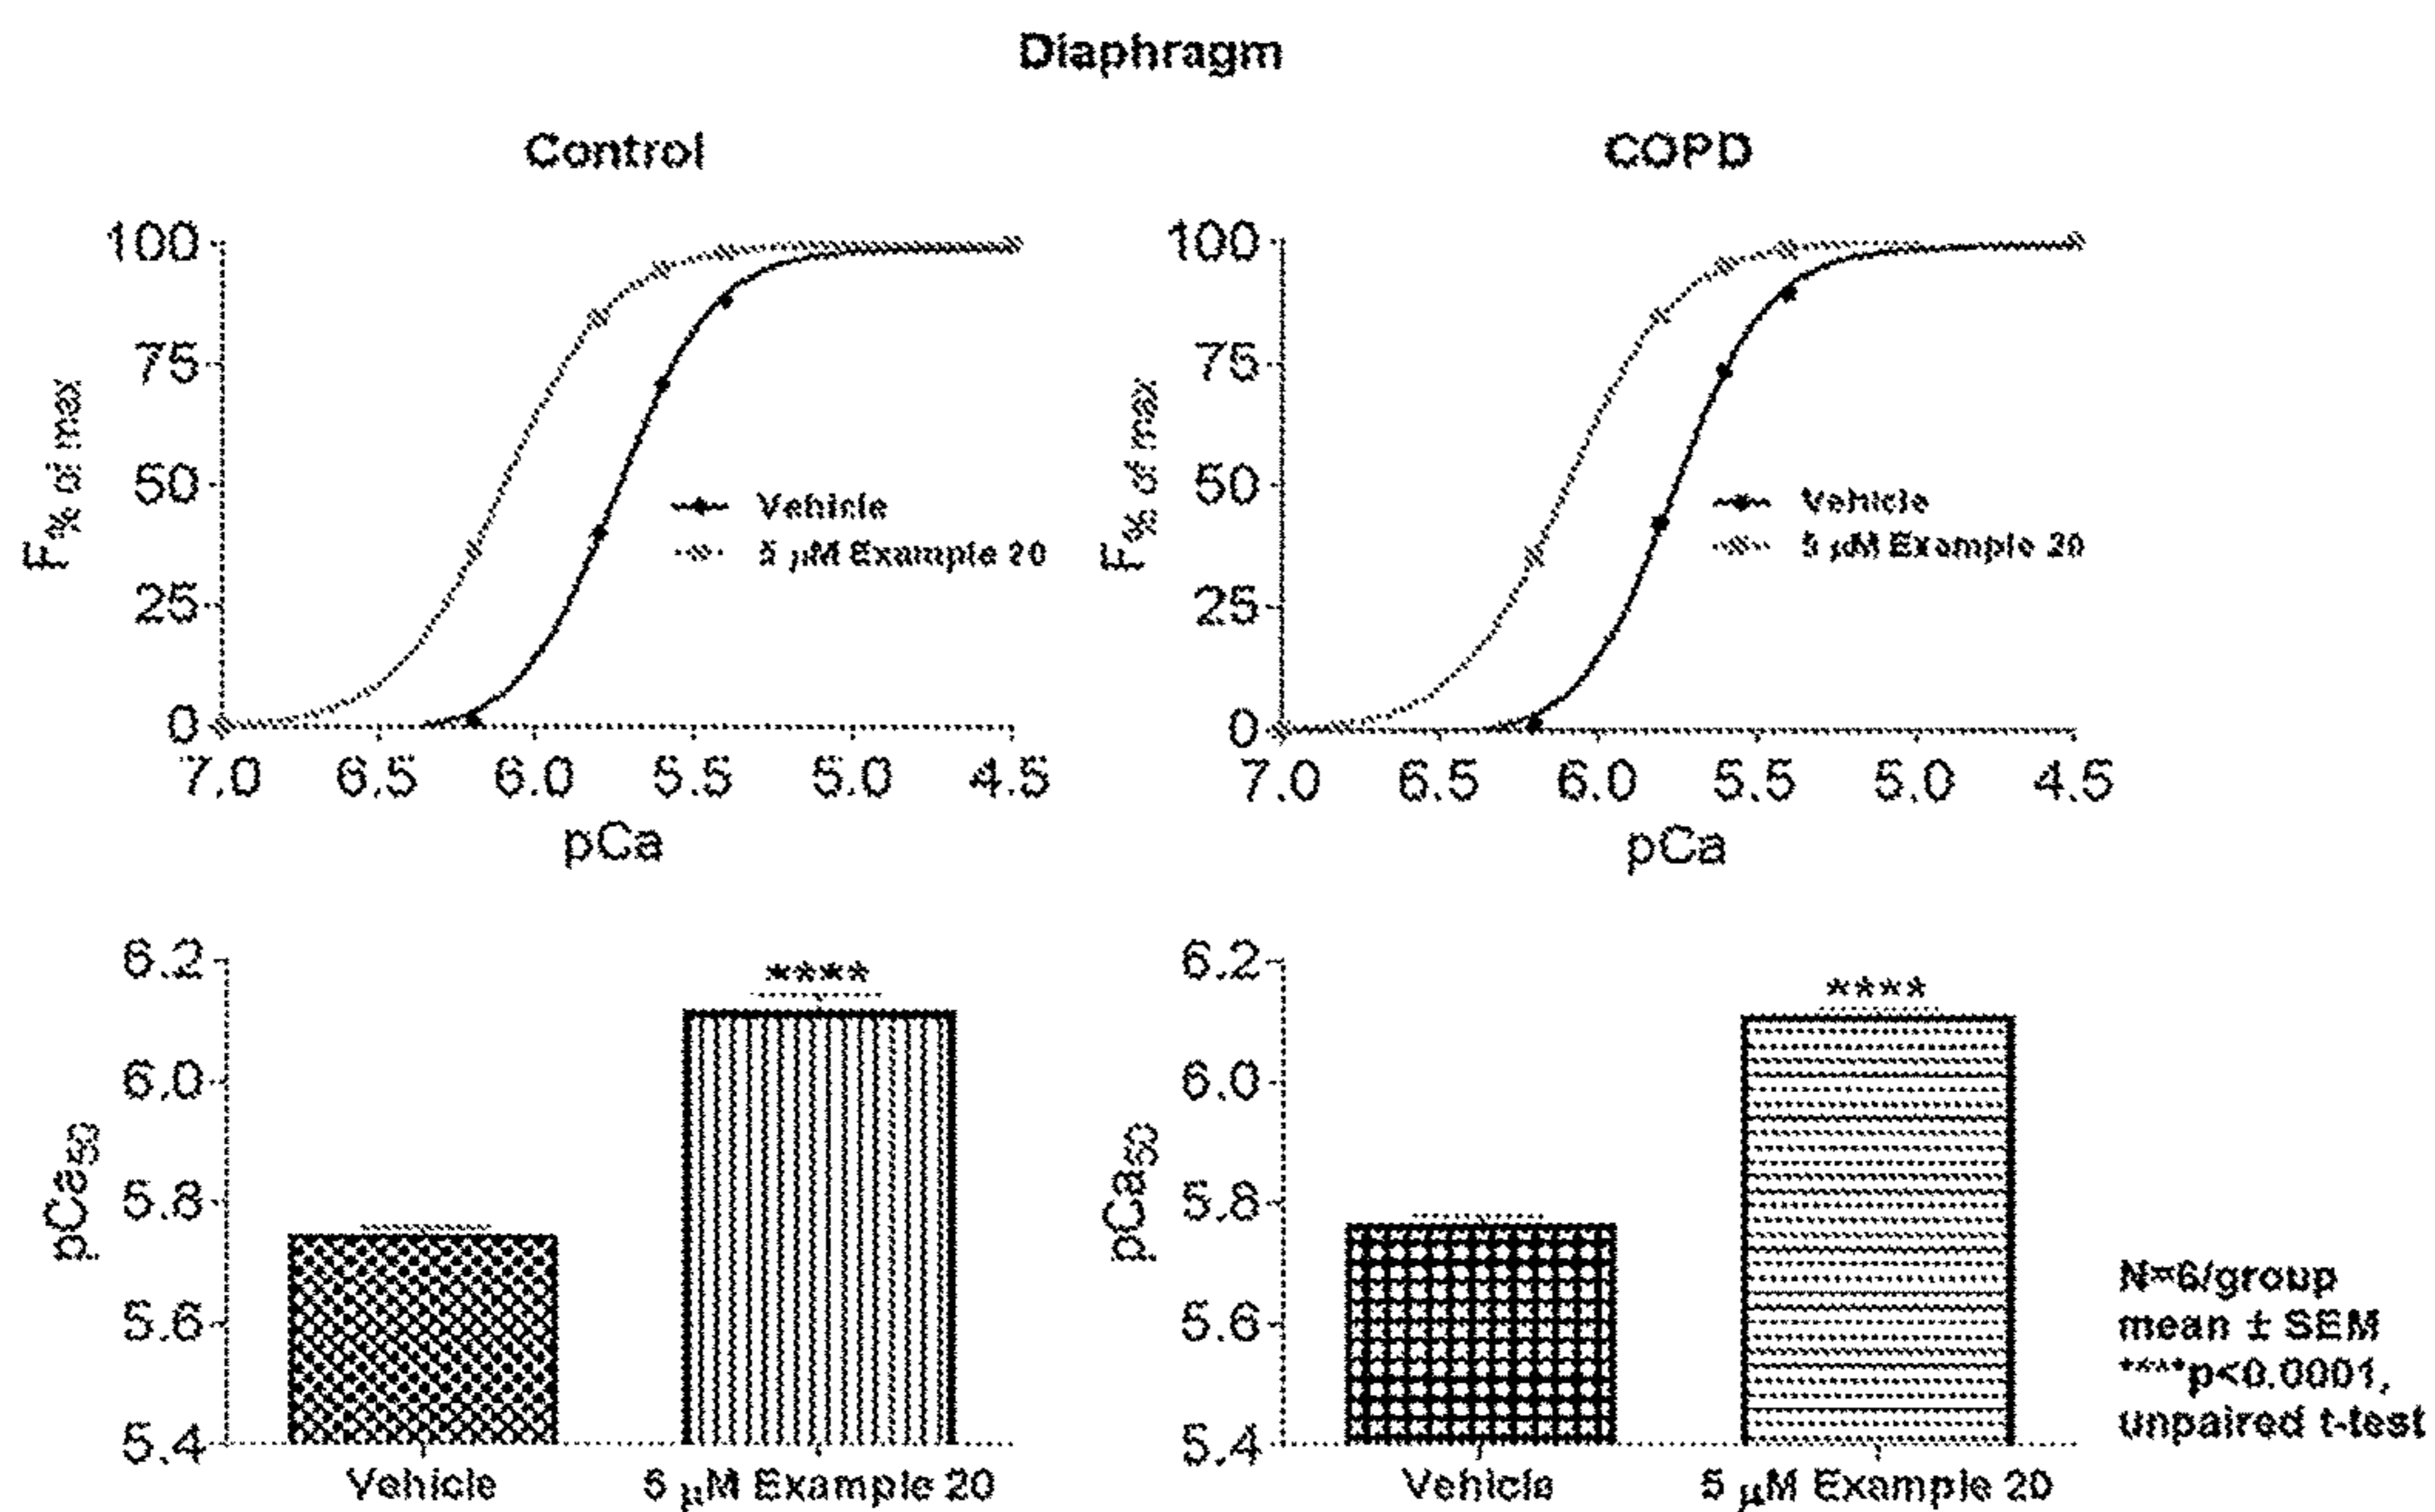 Diaphragm
Control
COPD
100
75
50
25
0
F% of max
7.0 6.5 6.0 5.5 5.0 4.5
pCa
Vehicle
5 μM Example 20
100
75
50
25
0
F% of max
7.0 6.5 6.0 5.5 5.0 4.5
pCa
Vehicle
5 μM Example 20
6.2
6.0
5.8
5.6
5.4
pCa50
****
Vehicle
5 μM Example 20
6.2
6.0
5.8
5.6
5.4
pCa50
****
Vehicle
5 μM Example 20
N=6/group
mean ± SEM
****p<0.0001,
unpaired t-test